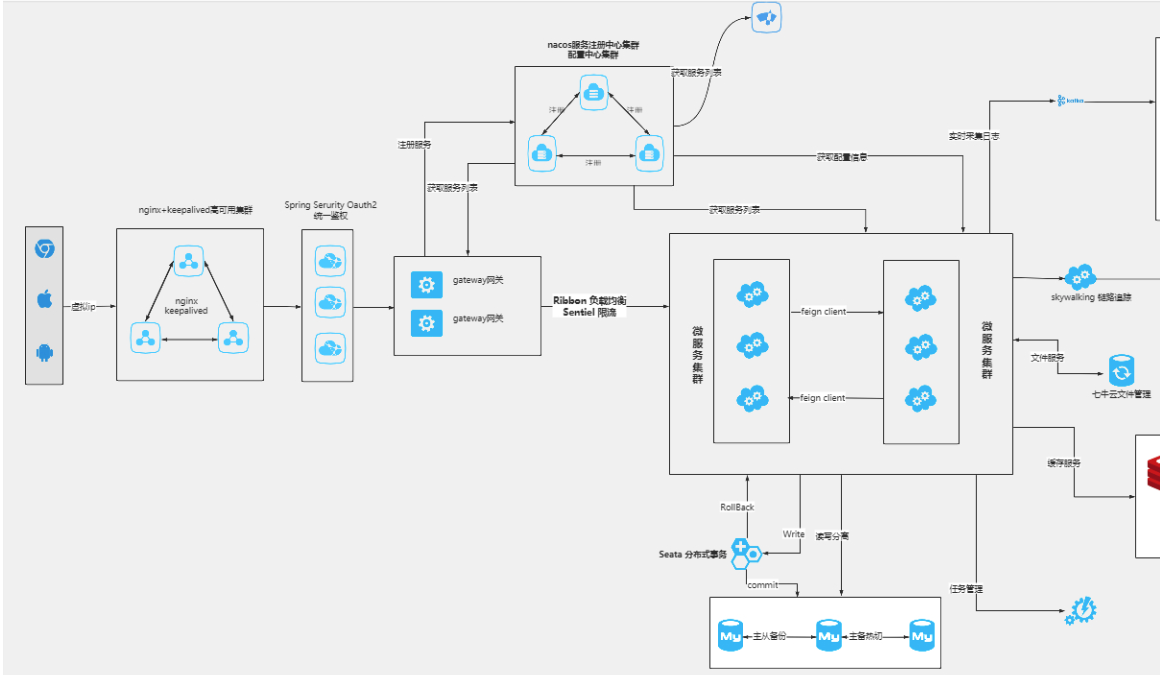 nacos服务注册中心集群
配置中心集群
获取服务列表
注册
注册
注册
注册服务
获取服务列表
获取配置信息
获取服务列表
实时采集日志
kafka
nginx+keepalived高可用集群
Spring Serurity Oauth2
统一鉴权
虚拟ip
nginx
keepalived
gateway网关
gateway网关
Ribbon 负载均衡
Sentiel 限流
微服务集群
feign client
feign client
微服务集群
skywalking 链路追踪
文件服务
七牛云文件管理
缓存服务
RollBack
Write
读写分离
Seata 分布式事务
commit
任务管理
My
主从备份
My
主备热切
My